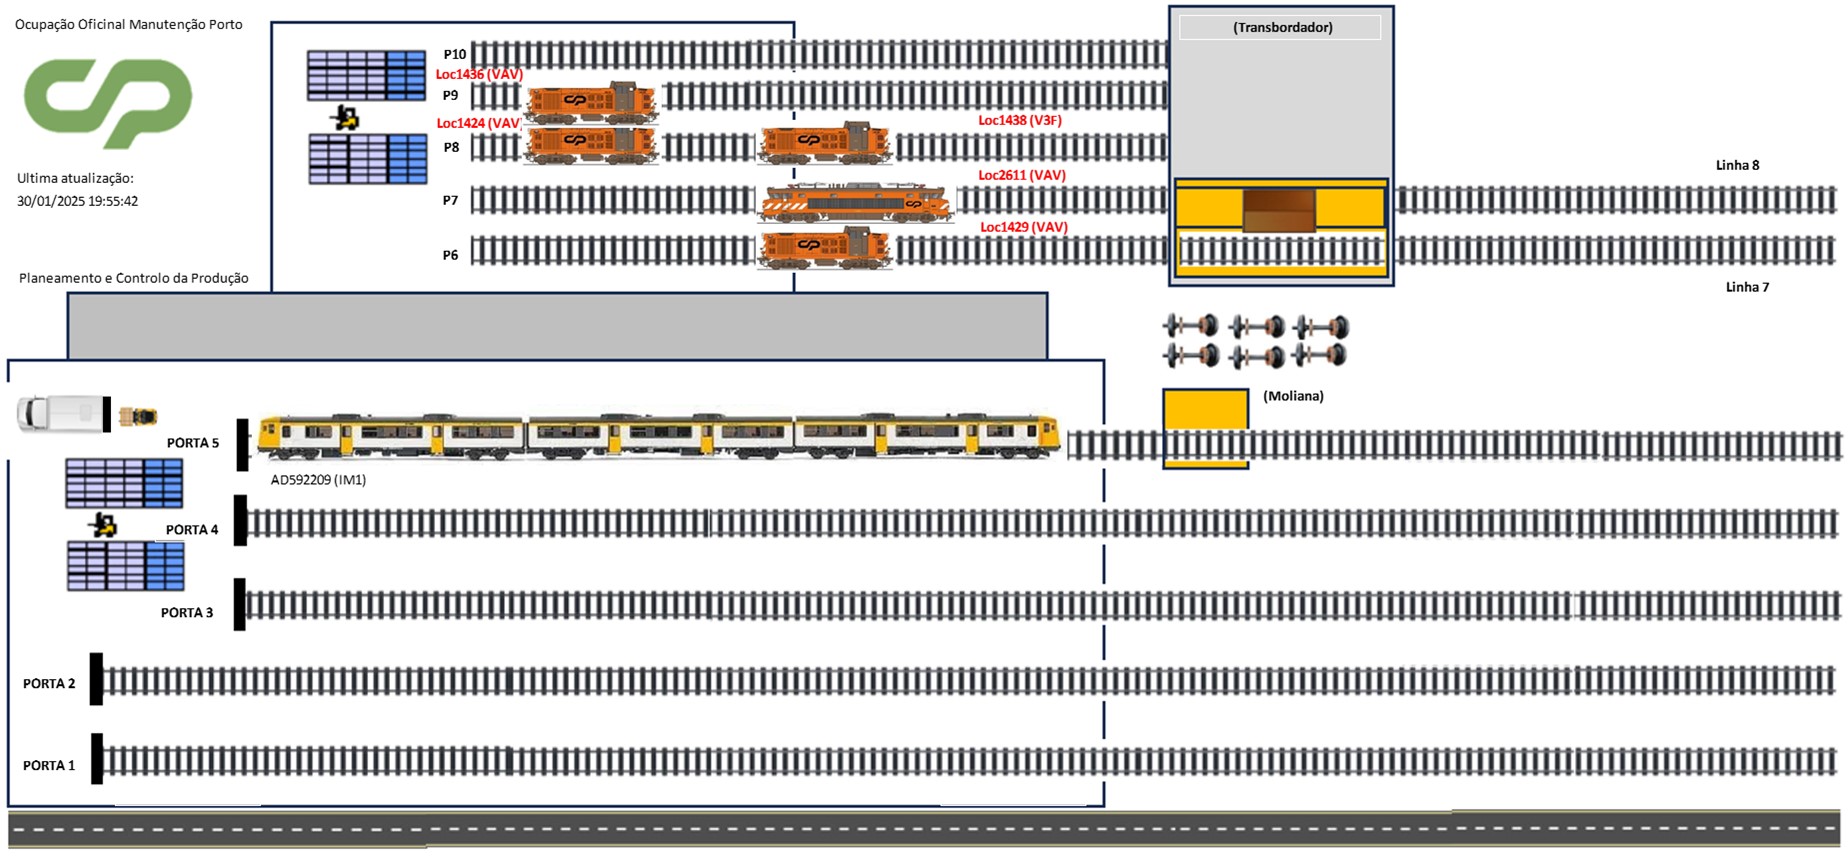 Ocupação Oficinal Manutenção Porto
(Transbordador)
P10
Loc1436 (VAV)
P9
Loc1424 (VAV)
Loc1438 (V3F)
P8
Linha 8
Ultima atualização:
Loc2611 (VAV)
30/01/2025 19:55:42
P7
Loc1429 (VAV)
P6
Planeamento e Controlo da Produção
Linha 7
(Moliana)
PORTA 5
AD592209 (IM1)
PORTA 4
PORTA 3
PORTA 2
PORTA 1